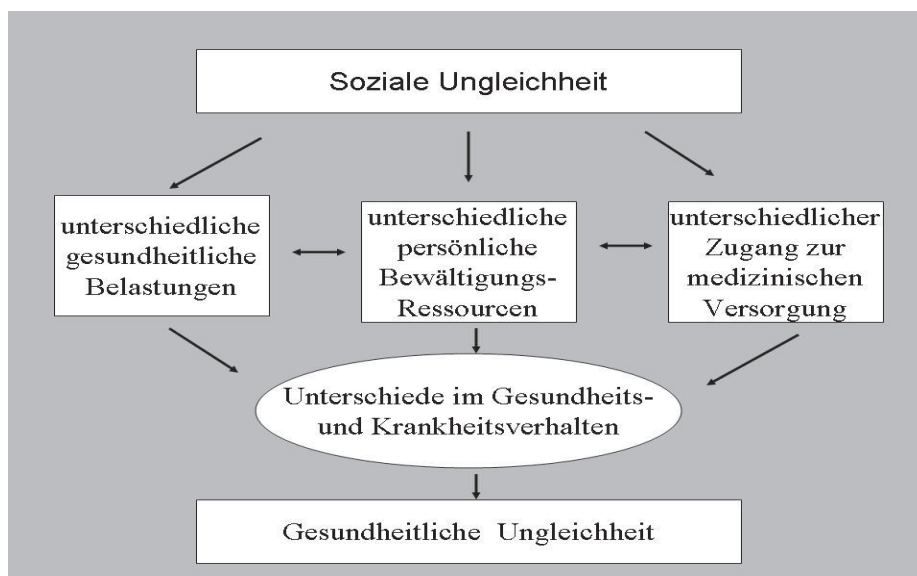 Soziale Ungleichheit
unterschiedliche
gesundheitliche
Belastungen
unterschiedliche
persönliche
Bewältigungs-
Ressourcen
unterschiedlicher
Zugang zur
medizinischen
Versorgung
Unterschiede im Gesundheits-
und Krankheitsverhalten
Gesundheitliche Ungleichheit